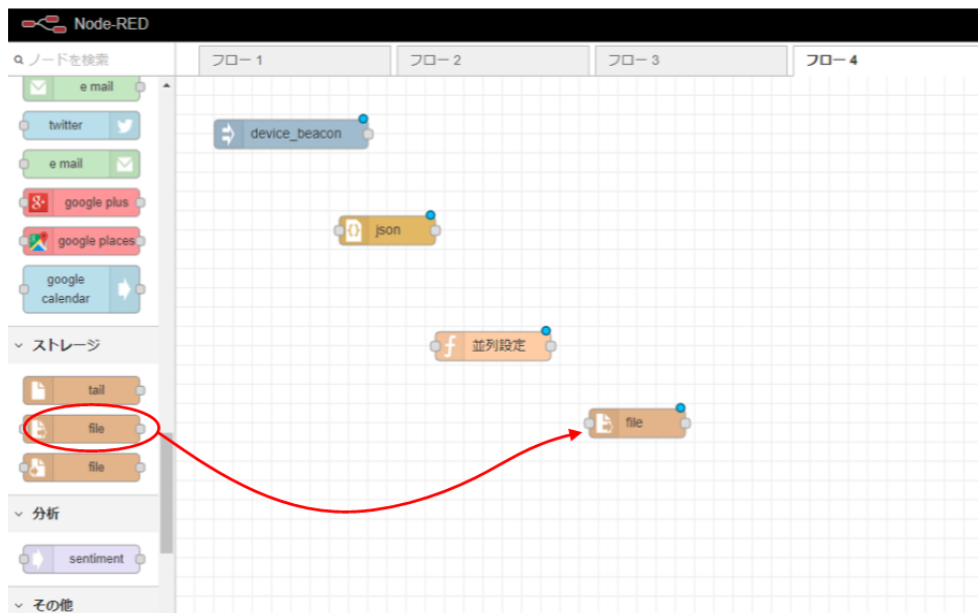 Node-RED
ノードを検索
フロー 1
フロー 2
フロー 3
フロー 4
e mail
twitter
e mail
google plus
google places
google
calendar
ストレージ
tail
file
file
分析
sentiment
その他
device_beacon
json
並列設定
file